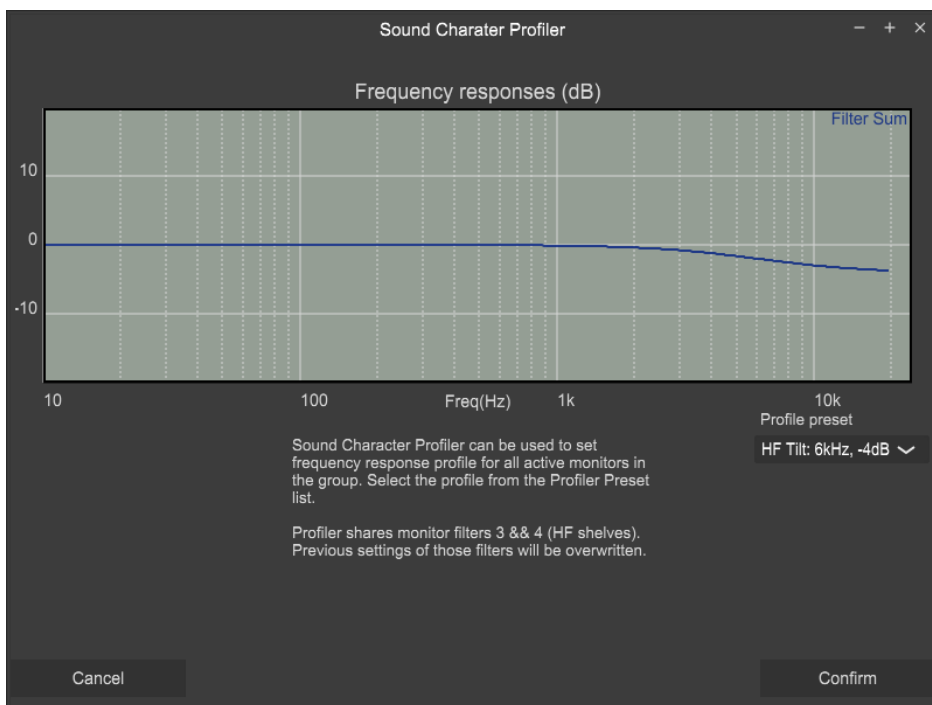 Sound Charater Profiler
Frequency responses (dB)
Filter Sum
10
0
-10
10 100 Freq(Hz) 1k 10k
Profile preset
HF Tilt: 6kHz, -4dB
Sound Character Profiler can be used to set
frequency response profile for all active monitors in
the group. Select the profile from the Profiler Preset
list.
Profiler shares monitor filters 3 && 4 (HF shelves).
Previous settings of those filters will be overwritten.
Cancel
Confirm